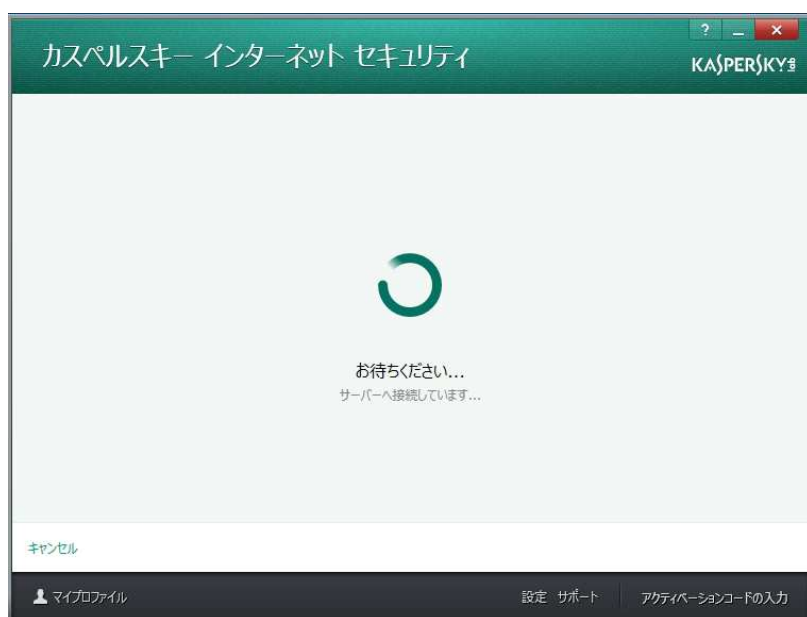 カスペルスキー インターネット セキュリティ
? _ ×
KASPERSKY LAB
お待ちください...
サーバーへ接続しています...
キャンセル
マイプロファイル
設定 サポート アクティベーションコードの入力